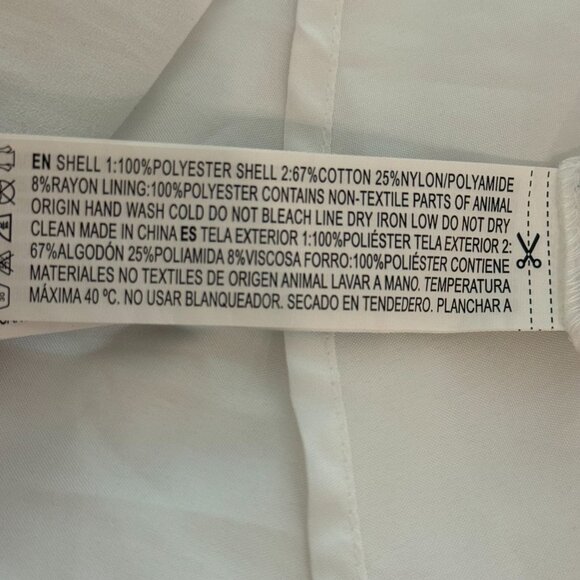 EN SHELL 1:100%POLYESTER SHELL 2:67%COTTON 25%NYLON/POLYAMIDE
8%RAYON LINING:100%POLYESTER CONTAINS NON-TEXTILE PARTS OF ANIMAL
ORIGIN HAND WASH COLD DO NOT BLEACH LINE DRY IRON LOW DO NOT DRY
CLEAN MADE IN CHINA ES TELA EXTERIOR 1:100%POLIÉSTER TELA EXTERIOR 2:
67%ALGODÓN 25%POLIAMIDA 8%VISCOSA FORRO:100%POLIÉSTER CONTIENE
MATERIALES NO TEXTILES DE ORIGEN ANIMAL LAVAR A MANO. TEMPERATURA
MÁXIMA 40 ºC. NO USAR BLANQUEADOR. SECADO EN TENDEDERO. PLANCHAR A